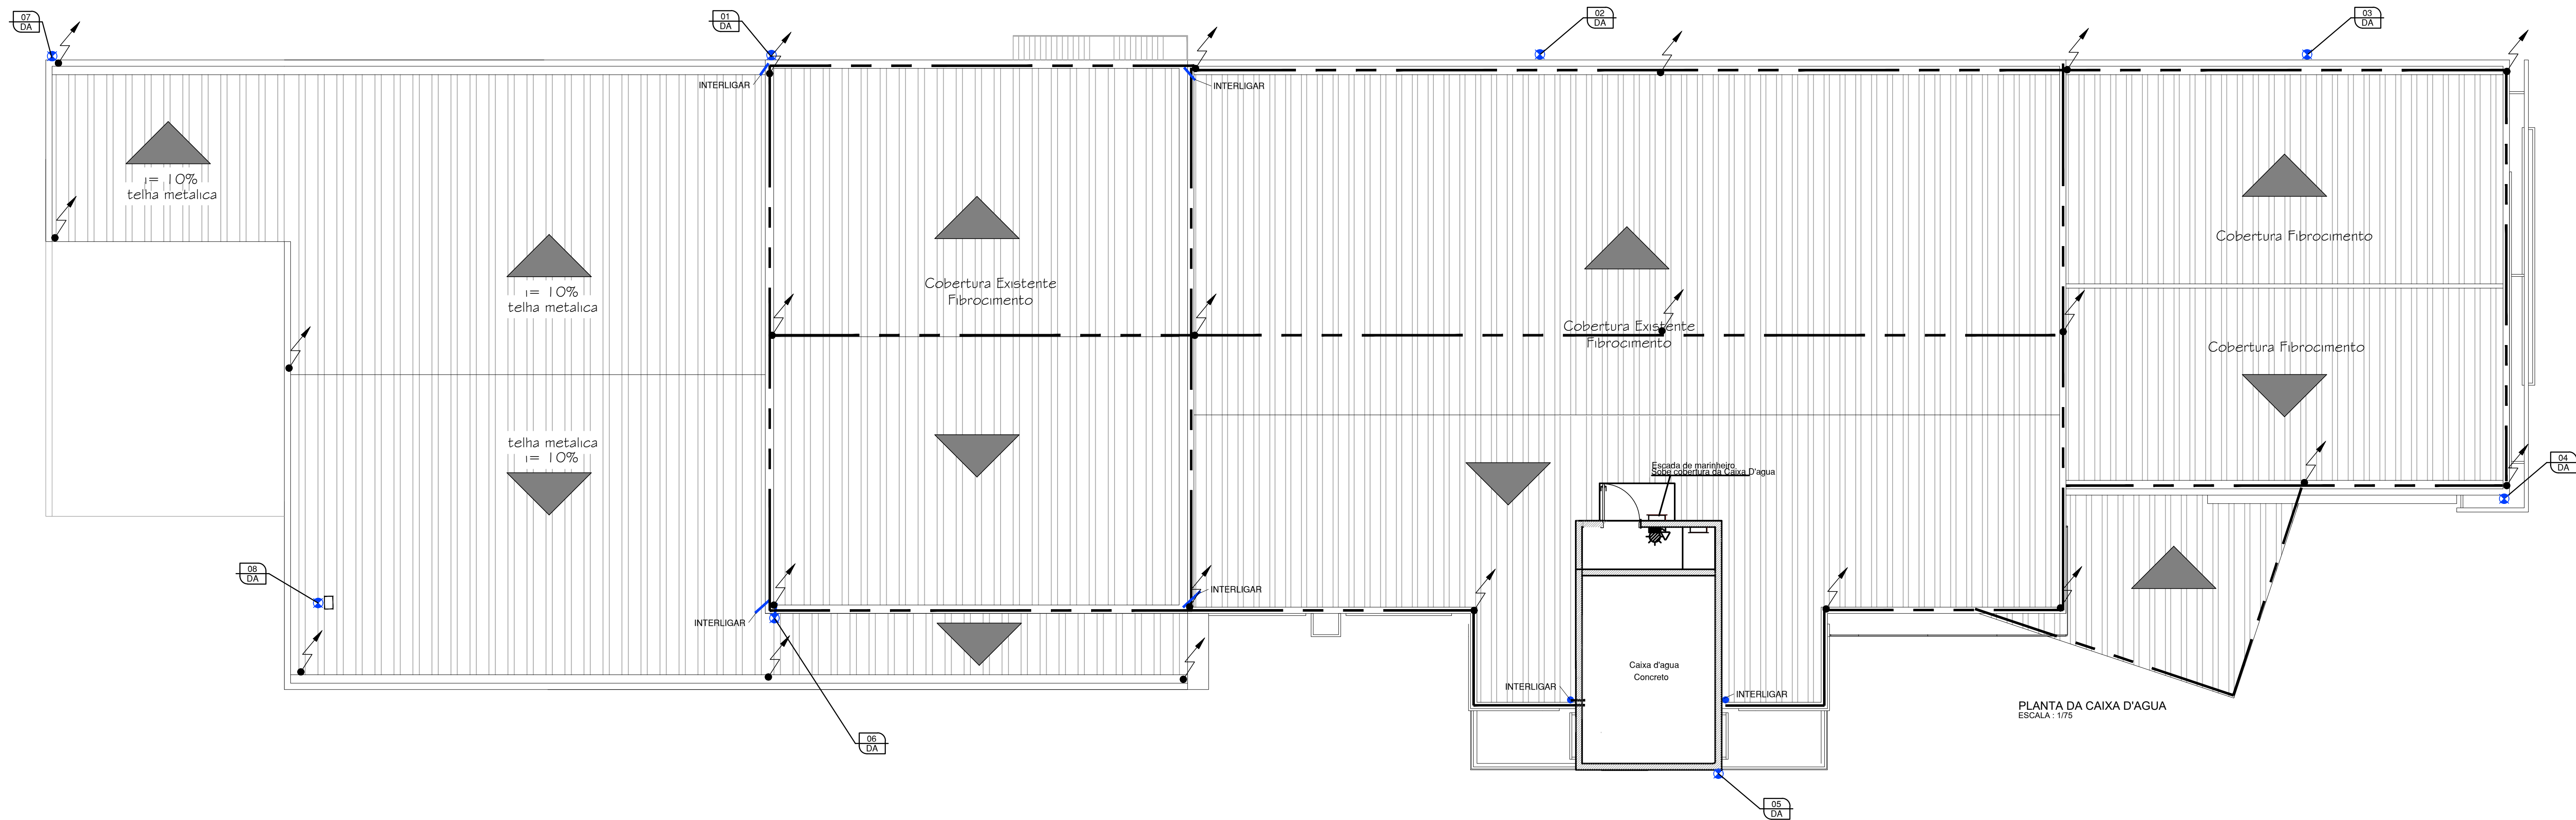 07
DA
01
DA
02
DA
03
DA
INTERLIGAR
INTERLIGAR
i= 10%
telha metalica
i= 10%
telha metalica
Cobertura Existente
Fibrocimento
Cobertura Existente
Fibrocimento
Cobertura Fibrocimento
Cobertura Fibrocimento
telha metalica
i= 10%
Escada de marinheiro
Sobe cobertura da Caixa D'agua
04
DA
08
DA
INTERLIGAR
INTERLIGAR
Caixa d'agua
Concreto
INTERLIGAR
INTERLIGAR
PLANTA DA CAIXA D'AGUA
ESCALA : 1/75
06
DA
05
DA